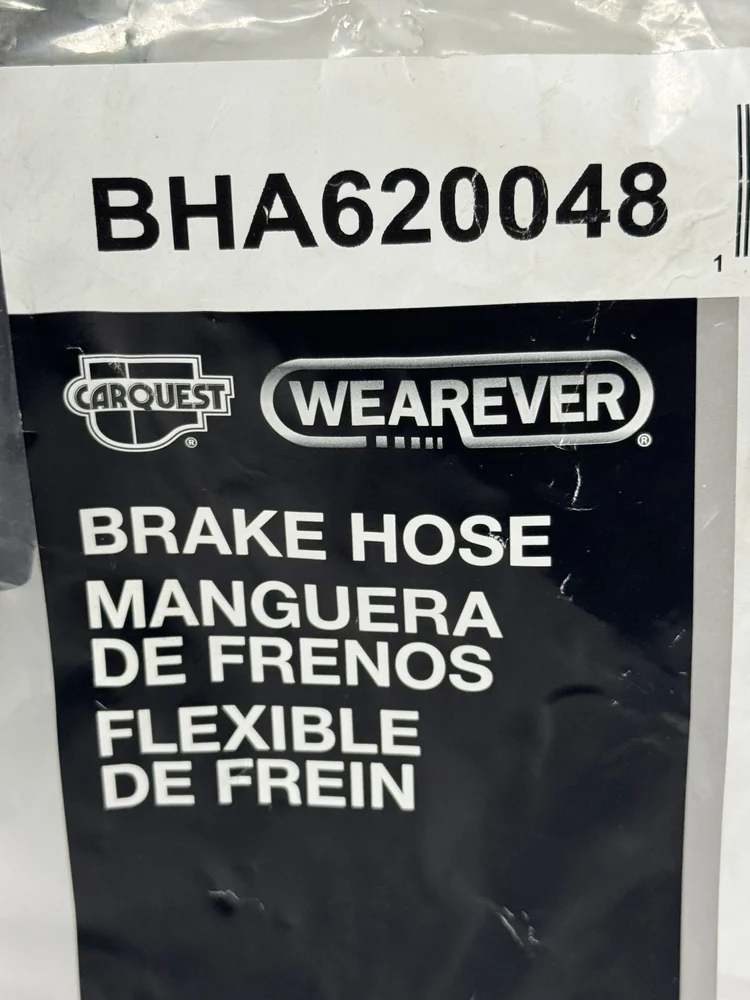 BHA620048
1
CARQUEST®
WEAREVER®
BRAKE HOSE
MANGUERA
DE FRENOS
FLEXIBLE
DE FREIN